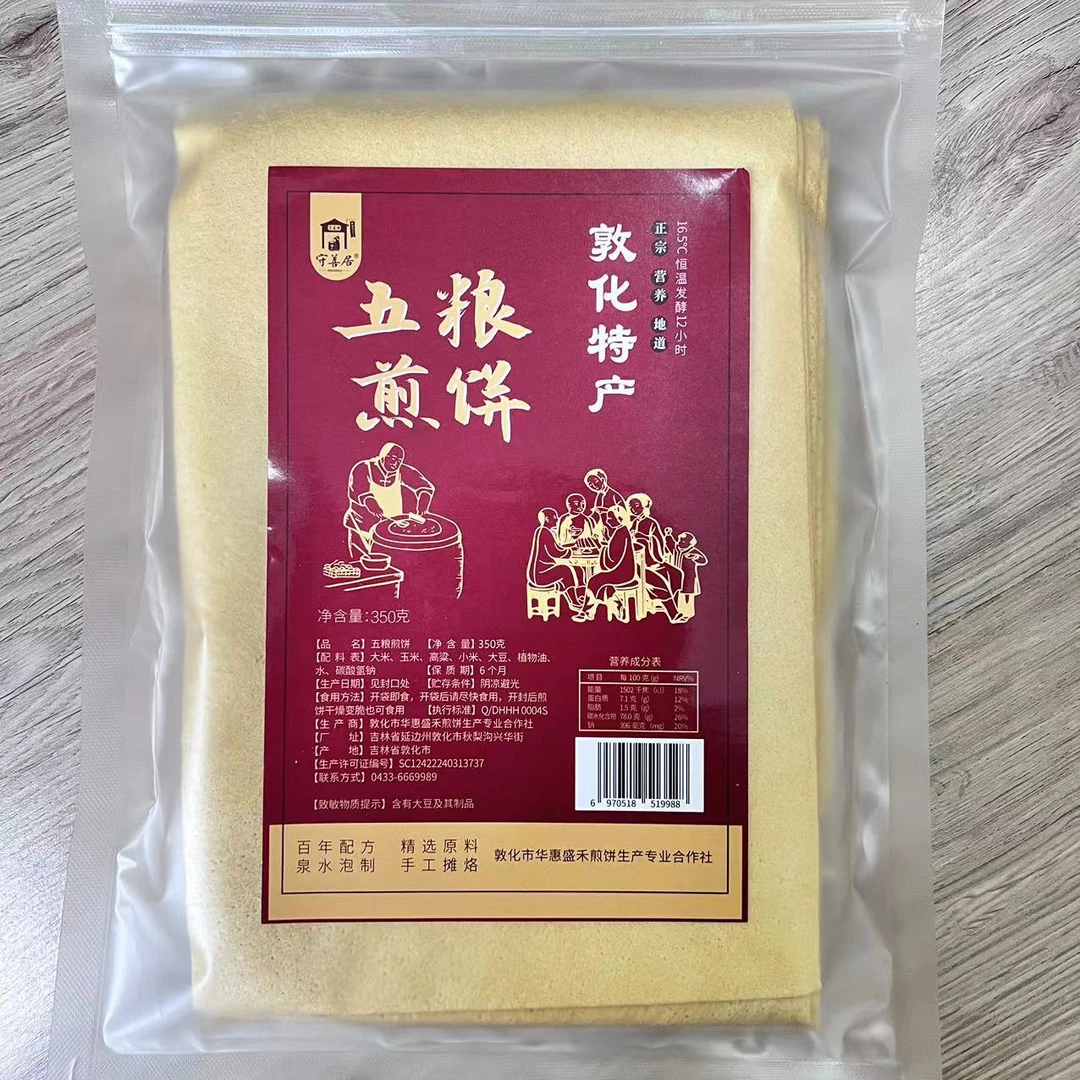 守善居®
五粮
煎饼
敦化特产
正宗 营养 地道
16.5℃恒温发酵12小时
净含量:350克
【品 名】五粮煎饼 【净 含 量】350克
【配 料 表】大米、玉米、高粱、小米、大豆、植物油、
水、碳酸氢钠 【保 质 期】6个月
【生产日期】见封口处 【贮存条件】阴凉避光
【食用方法】开袋即食，开袋后请尽快食用，开封后煎
饼干燥变脆也可食用 【执行标准】Q/DHHH 0004S
【生 产 商】敦化市华惠盛禾煎饼生产专业合作社
【厂 址】吉林省延边州敦化市秋梨沟兴华街
【产 地】吉林省敦化市
【生产许可证编号】SC12422240313737
【联系方式】0433-6669989
【致敏物质提示】含有大豆及其制品
营养成分表
项目 每100克(g) NRV%
能量 1502千焦(kJ) 18%
蛋白质 7.1克(g) 12%
脂肪 1.5克(g) 2%
碳水化合物 78.0克(g) 26%
钠 396毫克(mg) 20%
6 970518 519988
百年配方 精选原料
泉水泡制 手工摊烙
敦化市华惠盛禾煎饼生产专业合作社